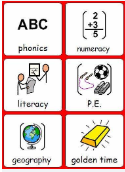 ABC
phonics
2
+3
5
numeracy
literacy
P.E.
geography
golden time